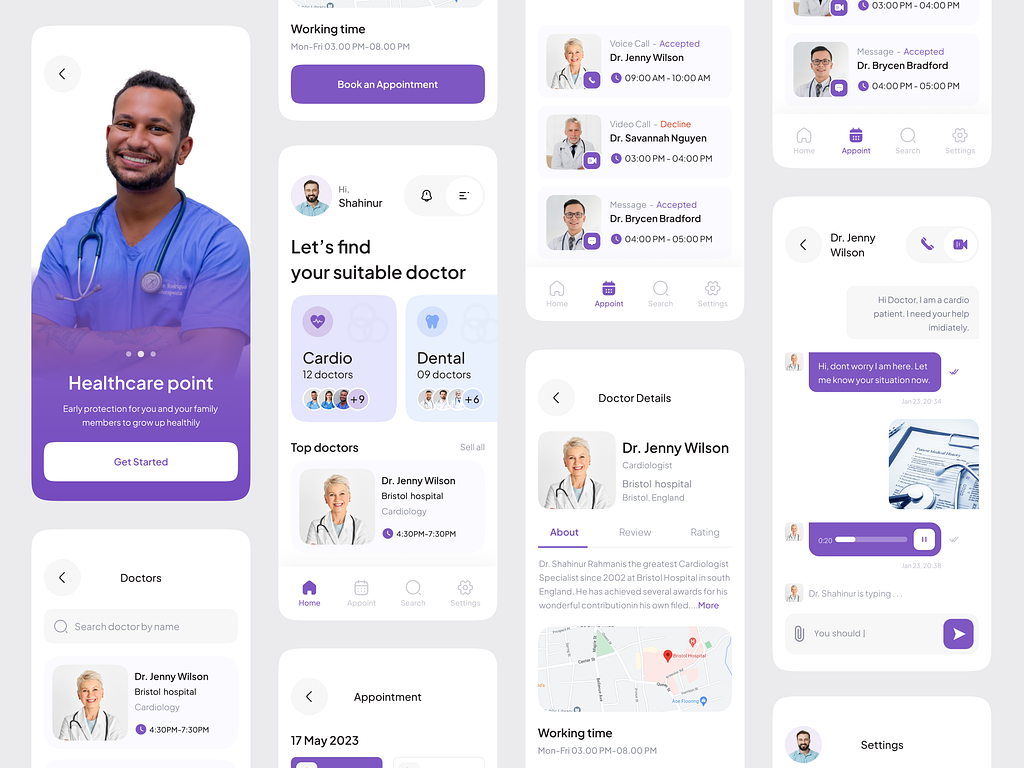 Healthcare point
Early protection for you and your family
members to grow up healthily
Get Started
Doctors
Search doctor by name
Dr. Jenny Wilson
Bristol hospital
Cardiology
4:30PM-7:30PM
Working time
Mon-Fri 03.00 PM-08.00 PM
Book an Appointment
Hi,
Shahinur
Let's find
your suitable doctor
Cardio
12 doctors
+9
Dental
09 doctors
+6
Top doctors
Sell all
Dr. Jenny Wilson
Bristol hospital
Cardiology
4:30PM-7:30PM
Home
Appoint
Search
Settings
Appointment
17 May 2023
Voice Call - Accepted
Dr. Jenny Wilson
09:00 AM - 10:00 AM
Video Call - Decline
Dr. Savannah Nguyen
03:00 PM - 04:00 PM
Message - Accepted
Dr. Brycen Bradford
04:00 PM - 05:00 PM
Home
Appoint
Search
Settings
Doctor Details
Dr. Jenny Wilson
Cardiologist
Bristol hospital
Bristol, England
About
Review
Rating
Dr. Shahinur Rahmanis the greatest Cardiologist
Specialist since 2002 at Bristol Hospital in south
England. He has achieved several awards for his
wonderful contributionin his own filed....More
Center St
Bristol Hospital
Ace Flooring
Working time
Mon-Fri 03.00 PM-08.00 PM
03:00 PM - 04:00 PM
Message - Accepted
Dr. Brycen Bradford
04:00 PM - 05:00 PM
Home
Appoint
Search
Settings
Dr. Jenny
Wilson
Hi Doctor, I am a cardio
patient. I need your help
imidiately.
Hi, dont worry I am here. Let
me know your situation now.
Jan 23, 20:34
Patient Medical History
0:20
Jan 23, 20:38
Dr. Shahinur is typing . . .
You should |
Settings